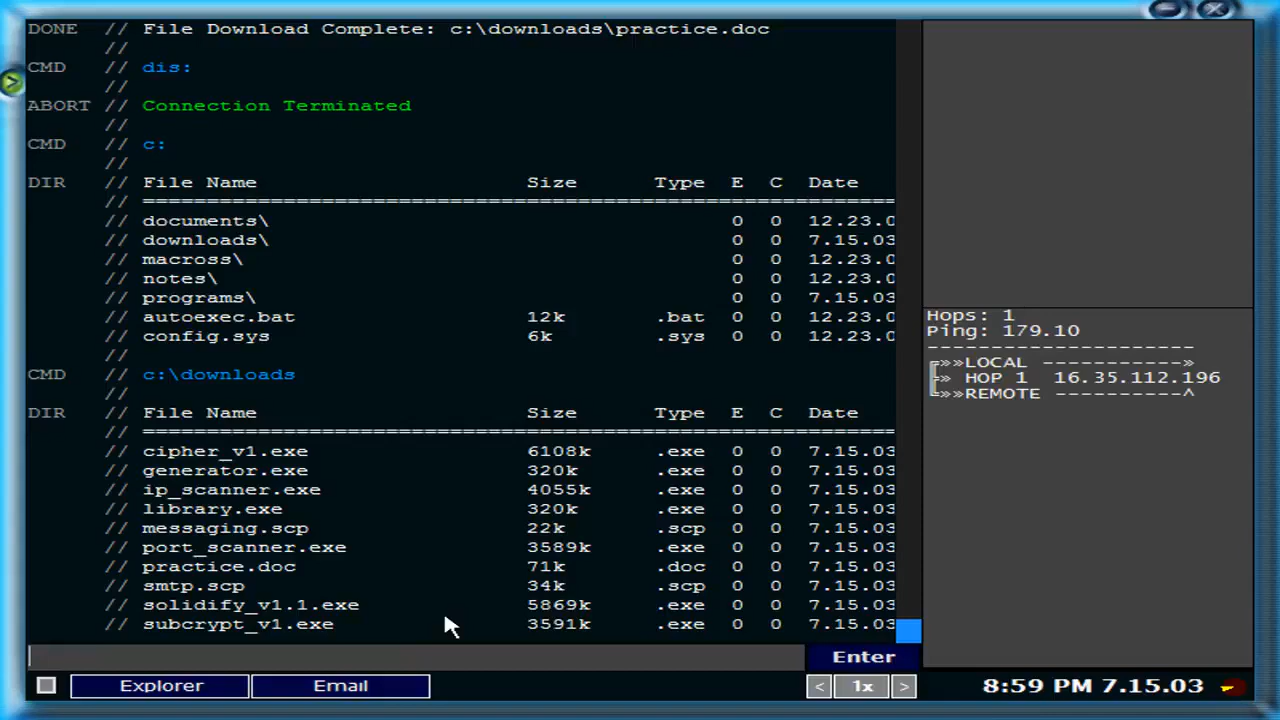 DONE // File Download Complete: c:\downloads\practice.doc
//
CMD // dis:
//
ABORT // Connection Terminated
//
CMD // c:
//
DIR // File Name Size Type E C Date
// ========================================================
// documents\ 0 0 12.23.0
// downloads\ 0 0 7.15.03
// macross\ 0 0 12.23.0
// notes\ 0 0 12.23.0
// programs\ 0 0 7.15.03
// autoexec.bat 12k .bat 0 0 12.23.0
// config.sys 6k .sys 0 0 12.23.0
//
CMD // c:\downloads
//
DIR // File Name Size Type E C Date
// ========================================================
// cipher_v1.exe 6108k .exe 0 0 7.15.03
// generator.exe 320k .exe 0 0 7.15.03
// ip_scanner.exe 4055k .exe 0 0 7.15.03
// library.exe 320k .exe 0 0 7.15.03
// messaging.scp 22k .scp 0 0 7.15.03
// port_scanner.exe 3589k .exe 0 0 7.15.03
// practice.doc 71k .doc 0 0 7.15.03
// smtp.scp 34k .scp 0 0 7.15.03
// solidify_v1.1.exe 5869k .exe 0 0 7.15.03
// subcrypt_v1.exe 3591k .exe 0 0 7.15.03
Hops: 1
Ping: 179.10
---------------------
╔»»LOCAL -----------»
╠» HOP 1 16.35.112.196
╚»»REMOTE ----------^
Enter
Explorer Email < 1x > 8:59 PM 7.15.03